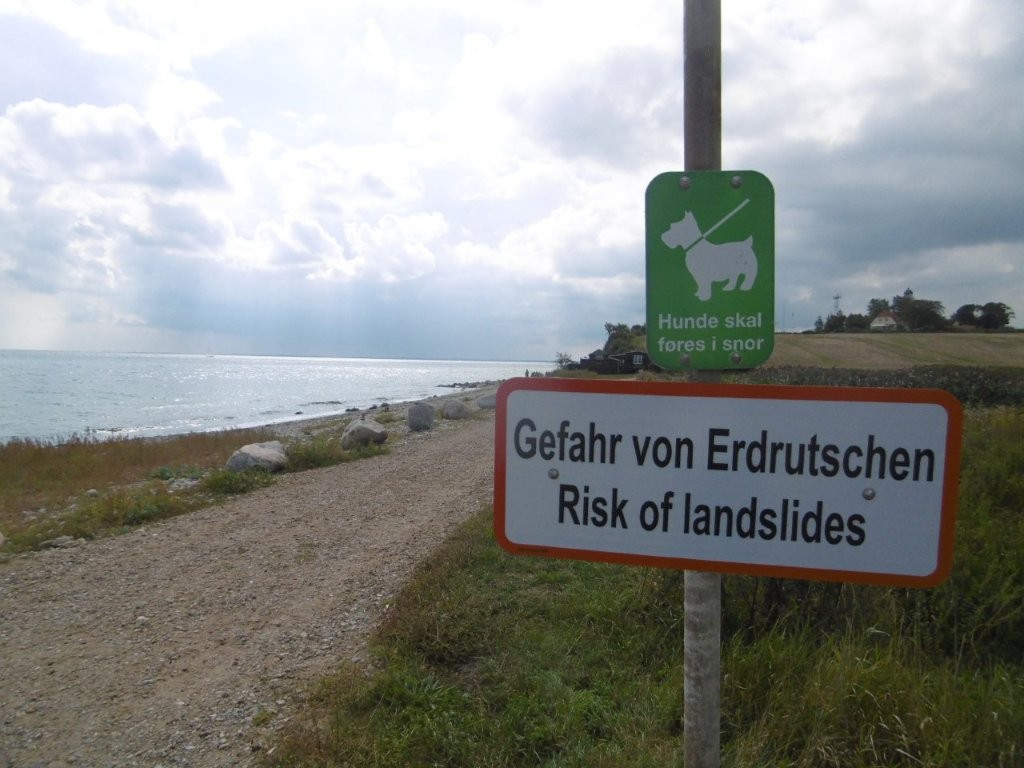 Hunde skal
føres i snor
Gefahr von Erdrutschen
Risk of landslides